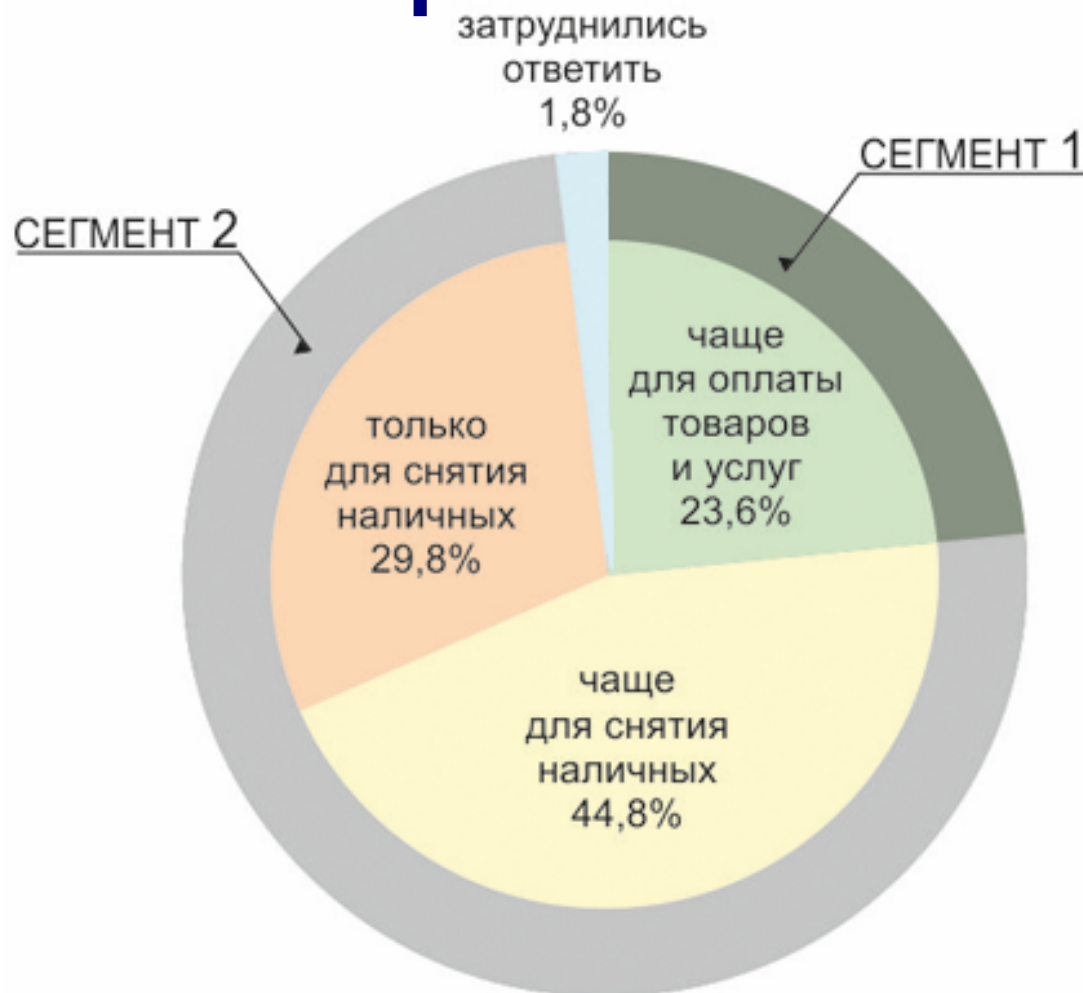 затруднились
ответить
1,8%
СЕГМЕНТ 1
СЕГМЕНТ 2
чаще
для оплаты
товаров
и услуг
23,6%
только
для снятия
наличных
29,8%
чаще
для снятия
наличных
44,8%